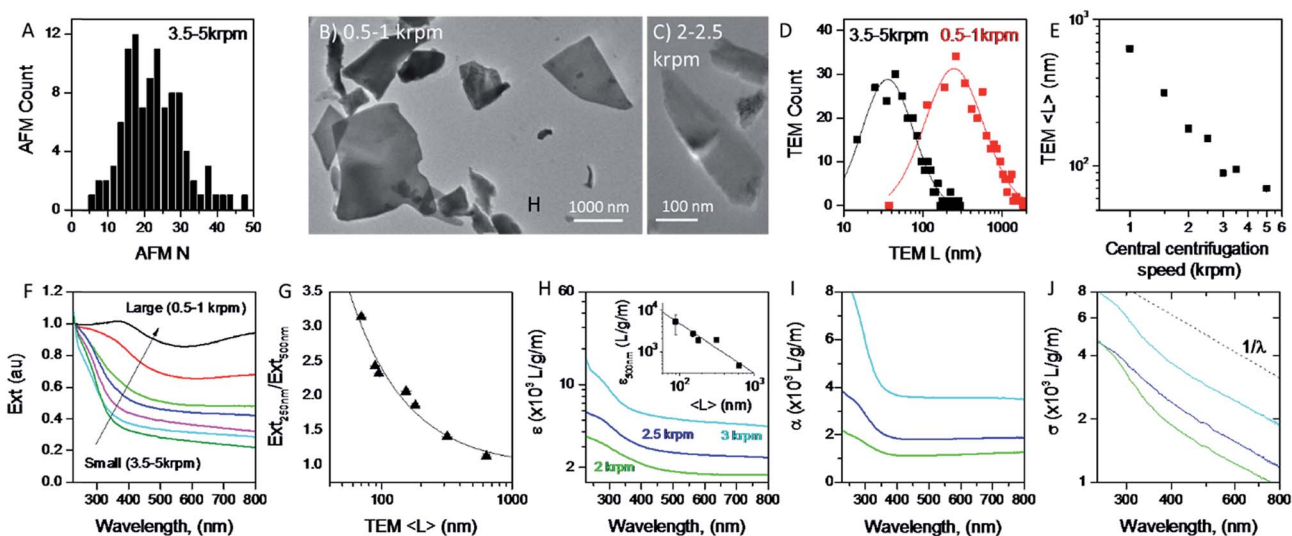 A
3.5–5krpm
12
8
4
0
AFM Count
0 10 20 30 40 50
AFM N
B) 0.5-1 krpm
H
1000 nm
C) 2-2.5
krpm
100 nm
D
3.5-5krpm 0.5-1krpm
40
30
20
10
0
TEM Count
10 100 1000
TEM L (nm)
E
10³
10²
TEM <L> (nm)
1 2 3 4 5 6
Central centrifugation
speed (krpm)
F
Large (0.5-1 krpm)
Small (3.5-5krpm)
1.2
1.0
0.8
0.6
0.4
0.2
0.0
Ext (au)
300 400 500 600 700 800
Wavelength, (nm)
G
3.5
3.0
2.5
2.0
1.5
1.0
Ext250nm/Ext500nm
100 1000
TEM <L> (nm)
H
60
10
2
ε (x10³ L/g/m)
10⁴
10³
ε500nm (L/g/m)
10² 10³
<L> (nm)
2.5 krpm
3 krpm
2 krpm
300 400 500 600 700 800
Wavelength, (nm)
I
8
6
4
2
0
α (x10³ L/g/m)
300 400 500 600 700 800
Wavelength, (nm)
J
8
6
4
2
1
σ (x10³ L/g/m)
1/λ
300 400 600 800
Wavelength, (nm)